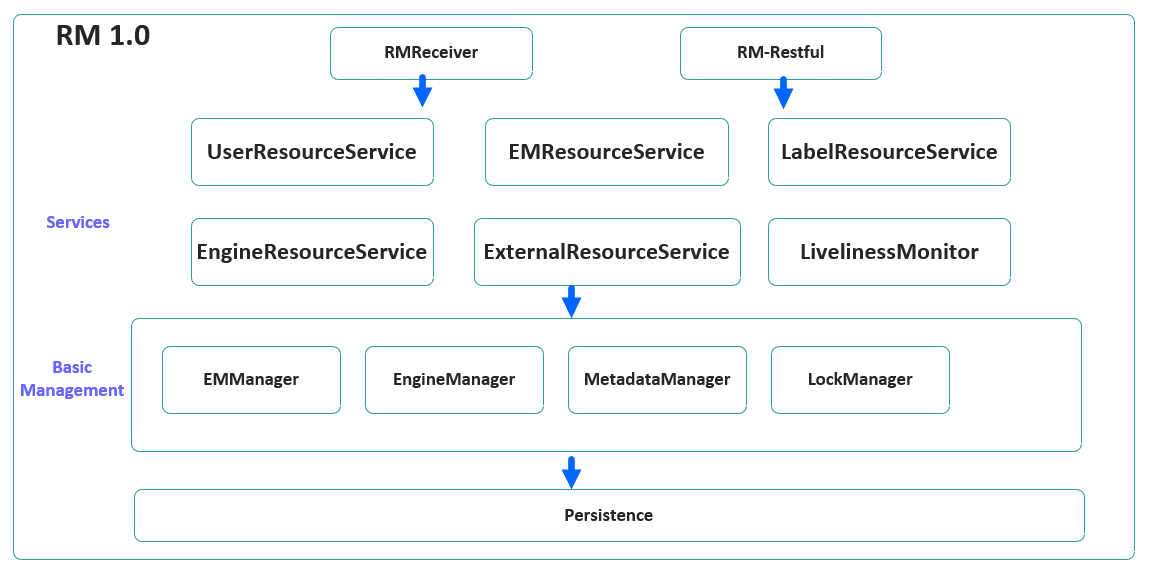 RM 1.0
RMReceiver
RM-Restful
UserResourceService
EMResourceService
LabelResourceService
Services
EngineResourceService
ExternalResourceService
LivelinessMonitor
Basic
Management
EMManager
EngineManager
MetadataManager
LockManager
Persistence